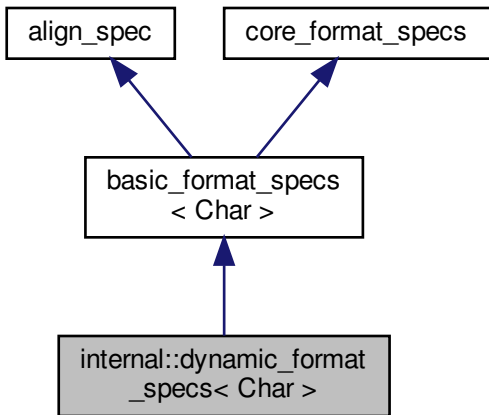 align_spec
core_format_specs
basic_format_specs
< Char >
internal::dynamic_format
_specs< Char >